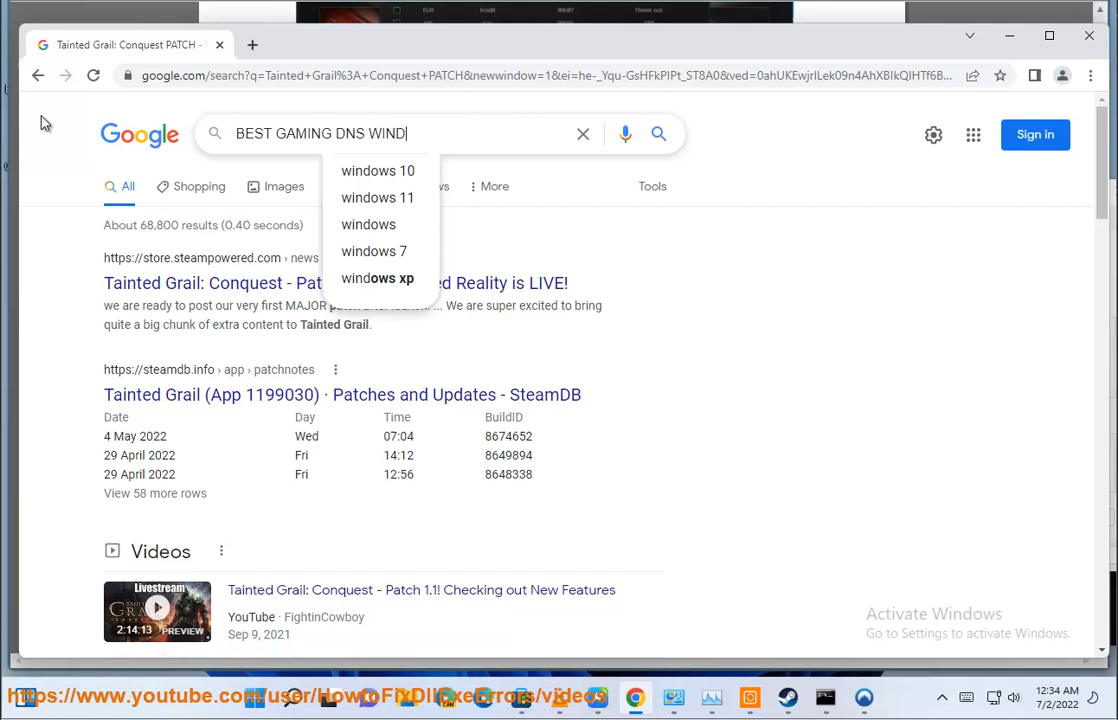 Tainted Grail: Conquest PATCH -
google.com/search?q=Tainted+Grail%3A+Conquest+PATCH&newwindow=1&ei=he-_Yqu-GsHFkPIPt_ST8A0&ved=0ahUKEwjrlLek09n4AhXBIkQIHTf6B...
Google
BEST GAMING DNS WIND
Sign in
windows 10
windows 11
windows
windows 7
windows xp
All
Shopping
Images
ws
More
Tools
About 68,800 results (0.40 seconds)
https://store.steampowered.com › news
Tainted Grail: Conquest - Pat
d Reality is LIVE!
we are ready to post our very first MAJOR patch after launch! ... We are super excited to bring
quite a big chunk of extra content to Tainted Grail.
https://steamdb.info › app › patchnotes
Tainted Grail (App 1199030) · Patches and Updates - SteamDB
Date Day Time BuildID
4 May 2022 Wed 07:04 8674652
29 April 2022 Fri 14:12 8649894
29 April 2022 Fri 12:56 8648338
View 58 more rows
Videos
Livestream
2:14:13 PREVIEW
Tainted Grail: Conquest - Patch 1.1! Checking out New Features
YouTube · FightinCowboy
Sep 9, 2021
Activate Windows
Go to Settings to activate Windows.
https://www.youtube.com/user/HowtoFixDllExeErrors/videos
12:34 AM
7/2/2022